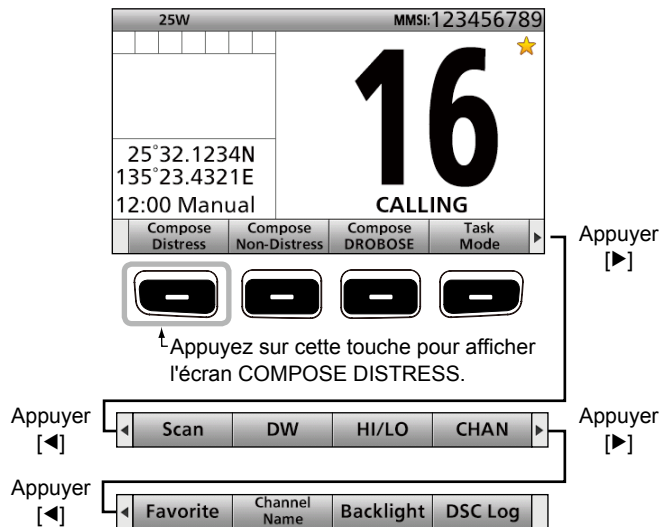 25W MMSI:123456789
25°32.1234N
135°23.4321E
12:00 Manual
16
CALLING
Compose Distress
Compose Non-Distress
Compose DROBOSE
Task Mode
Appuyer
[▶]
Appuyez sur cette touche pour afficher
l'écran COMPOSE DISTRESS.
Appuyer
[◀]
Scan DW HI/LO CHAN
Appuyer
[▶]
Appuyer
[◀]
Favorite
Channel Name
Backlight DSC Log